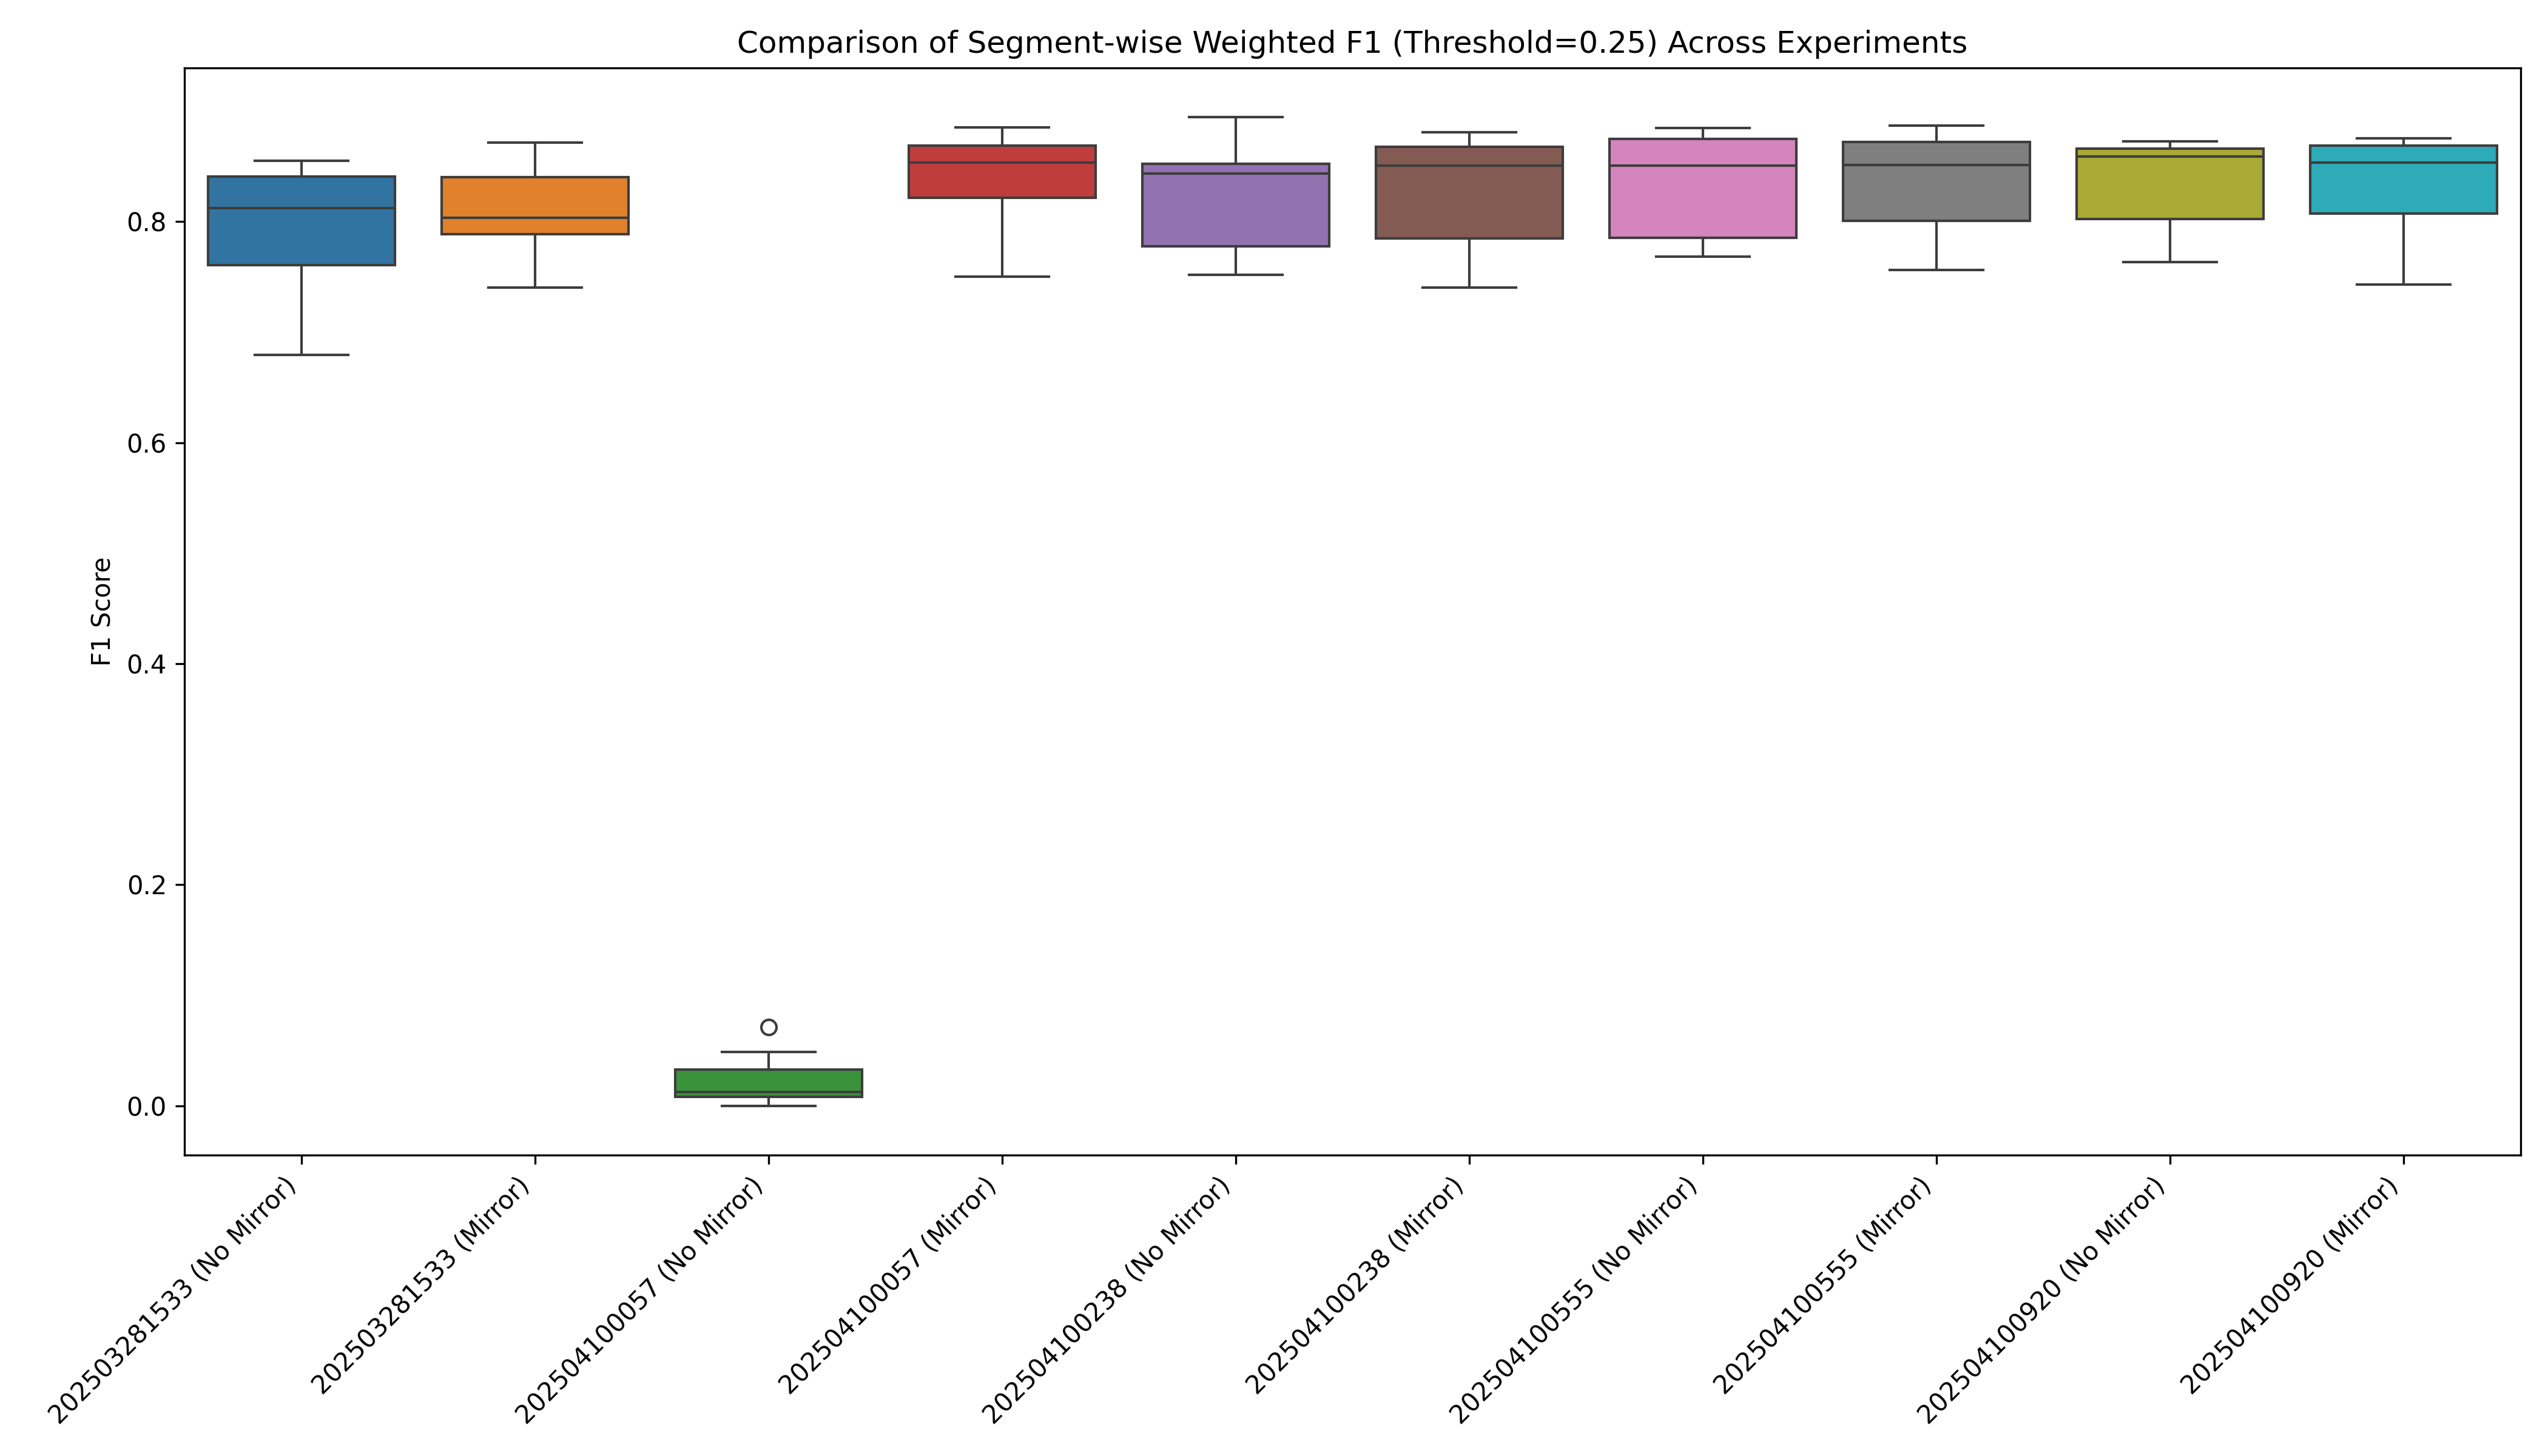 Comparison of Segment-wise Weighted F1 (Threshold=0.25) Across Experiments
F1 Score
0.8
0.6
0.4
0.2
0.0
202503281533 (No Mirror)
202503281533 (Mirror)
202504100057 (No Mirror)
202504100057 (Mirror)
202504100238 (No Mirror)
202504100238 (Mirror)
202504100555 (No Mirror)
202504100555 (Mirror)
202504100920 (No Mirror)
202504100920 (Mirror)